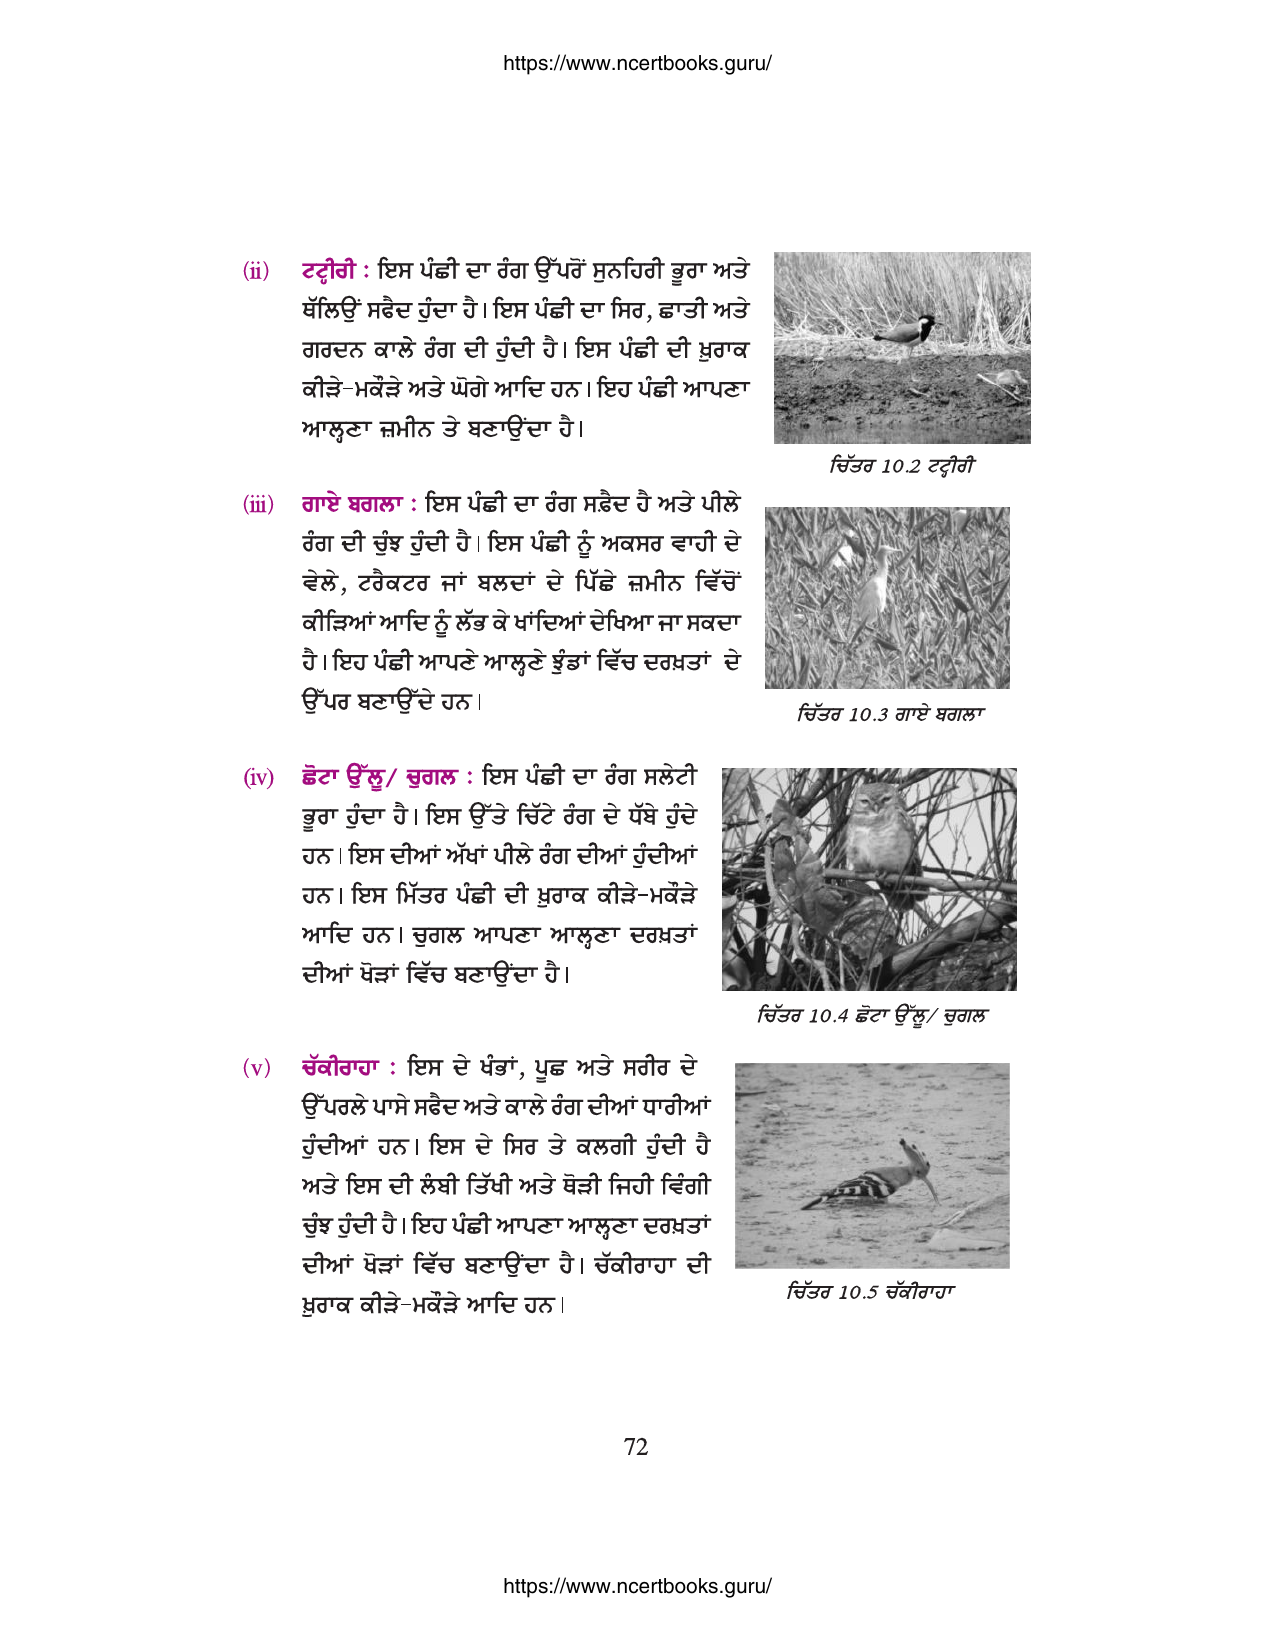 https://www.ncertbooks.guru/
(ii) ਟਟ੍ਹੀਰੀ : ਇਸ ਪੰਛੀ ਦਾ ਰੰਗ ਉੱਪਰੋਂ ਸੁਨਹਿਰੀ ਭੂਰਾ ਅਤੇ
ਥੱਲਿਉਂ ਸਫੈਦ ਹੁੰਦਾ ਹੈ। ਇਸ ਪੰਛੀ ਦਾ ਸਿਰ, ਛਾਤੀ ਅਤੇ
ਗਰਦਨ ਕਾਲੇ ਰੰਗ ਦੀ ਹੁੰਦੀ ਹੈ। ਇਸ ਪੰਛੀ ਦੀ ਖ਼ੁਰਾਕ
ਕੀੜੇ-ਮਕੌੜੇ ਅਤੇ ਘੋਗੇ ਆਦਿ ਹਨ। ਇਹ ਪੰਛੀ ਆਪਣਾ
ਆਲ੍ਹਣਾ ਜ਼ਮੀਨ ਤੇ ਬਣਾਉਂਦਾ ਹੈ।
ਚਿੱਤਰ 10.2 ਟਟ੍ਹੀਰੀ
(iii) ਗਾਏ ਬਗਲਾ : ਇਸ ਪੰਛੀ ਦਾ ਰੰਗ ਸਫ਼ੈਦ ਹੈ ਅਤੇ ਪੀਲੇ
ਰੰਗ ਦੀ ਚੁੰਝ ਹੁੰਦੀ ਹੈ। ਇਸ ਪੰਛੀ ਨੂੰ ਅਕਸਰ ਵਾਹੀ ਦੇ
ਵੇਲੇ, ਟਰੈਕਟਰ ਜਾਂ ਬਲਦਾਂ ਦੇ ਪਿੱਛੇ ਜ਼ਮੀਨ ਵਿੱਚੋਂ
ਕੀੜਿਆਂ ਆਦਿ ਨੂੰ ਲੱਭ ਕੇ ਖਾਂਦਿਆਂ ਦੇਖਿਆ ਜਾ ਸਕਦਾ
ਹੈ। ਇਹ ਪੰਛੀ ਆਪਣੇ ਆਲ੍ਹਣੇ ਝੁੰਡਾਂ ਵਿੱਚ ਦਰਖ਼ਤਾਂ ਦੇ
ਉੱਪਰ ਬਣਾਉੱਦੇ ਹਨ।
ਚਿੱਤਰ 10.3 ਗਾਏ ਬਗਲਾ
(iv) ਛੋਟਾ ਉੱਲੂ/ ਚੁਗਲ : ਇਸ ਪੰਛੀ ਦਾ ਰੰਗ ਸਲੇਟੀ
ਭੂਰਾ ਹੁੰਦਾ ਹੈ। ਇਸ ਉੱਤੇ ਚਿੱਟੇ ਰੰਗ ਦੇ ਧੱਬੇ ਹੁੰਦੇ
ਹਨ। ਇਸ ਦੀਆਂ ਅੱਖਾਂ ਪੀਲੇ ਰੰਗ ਦੀਆਂ ਹੁੰਦੀਆਂ
ਹਨ। ਇਸ ਮਿੱਤਰ ਪੰਛੀ ਦੀ ਖ਼ੁਰਾਕ ਕੀੜੇ-ਮਕੌੜੇ
ਆਦਿ ਹਨ। ਚੁਗਲ ਆਪਣਾ ਆਲ੍ਹਣਾ ਦਰਖ਼ਤਾਂ
ਦੀਆਂ ਖੋੜਾਂ ਵਿੱਚ ਬਣਾਉਂਦਾ ਹੈ।
ਚਿੱਤਰ 10.4 ਛੋਟਾ ਉੱਲੂ/ ਚੁਗਲ
(v) ਚੱਕੀਰਾਹਾ : ਇਸ ਦੇ ਖੰਭਾਂ, ਪੂਛ ਅਤੇ ਸਰੀਰ ਦੇ
ਉੱਪਰਲੇ ਪਾਸੇ ਸਫੈਦ ਅਤੇ ਕਾਲੇ ਰੰਗ ਦੀਆਂ ਧਾਰੀਆਂ
ਹੁੰਦੀਆਂ ਹਨ। ਇਸ ਦੇ ਸਿਰ ਤੇ ਕਲਗੀ ਹੁੰਦੀ ਹੈ
ਅਤੇ ਇਸ ਦੀ ਲੰਬੀ ਤਿੱਖੀ ਅਤੇ ਥੋੜੀ ਜਿਹੀ ਵਿੰਗੀ
ਚੁੰਝ ਹੁੰਦੀ ਹੈ। ਇਹ ਪੰਛੀ ਆਪਣਾ ਆਲ੍ਹਣਾ ਦਰਖ਼ਤਾਂ
ਦੀਆਂ ਖੋੜਾਂ ਵਿੱਚ ਬਣਾਉਂਦਾ ਹੈ। ਚੱਕੀਰਾਹਾ ਦੀ
ਖ਼ੁਰਾਕ ਕੀੜੇ-ਮਕੌੜੇ ਆਦਿ ਹਨ।
ਚਿੱਤਰ 10.5 ਚੱਕੀਰਾਹਾ
72
https://www.ncertbooks.guru/